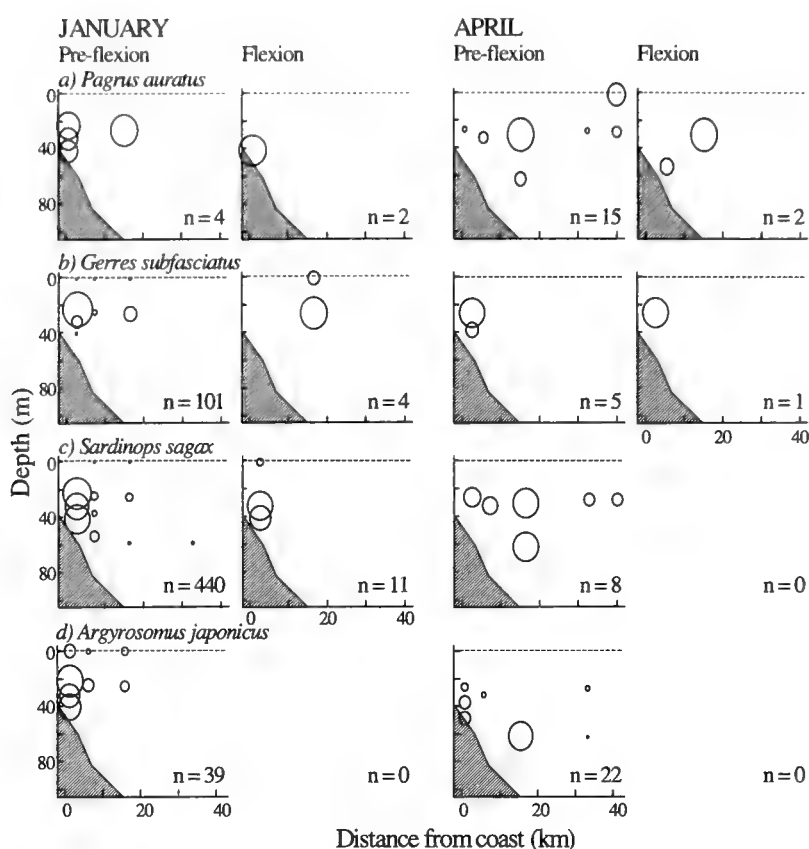 JANUARY APRIL
Pre-flexion Flexion Pre-flexion Flexion
a) Pagrus auratus
0
40
80
n = 4 n = 2 n = 15 n = 2
b) Gerres subfasciatus
0
40
80
n = 101 n = 4 n = 5 n = 1
0 20 40
c) Sardinops sagax
0
40
80
n = 440 n = 11 n = 8 n = 0
0 20 40
d) Argyrosomus japonicus
0
40
80
n = 39 n = 0 n = 22 n = 0
0 20 40 0 20 40
Depth (m)
Distance from coast (km)